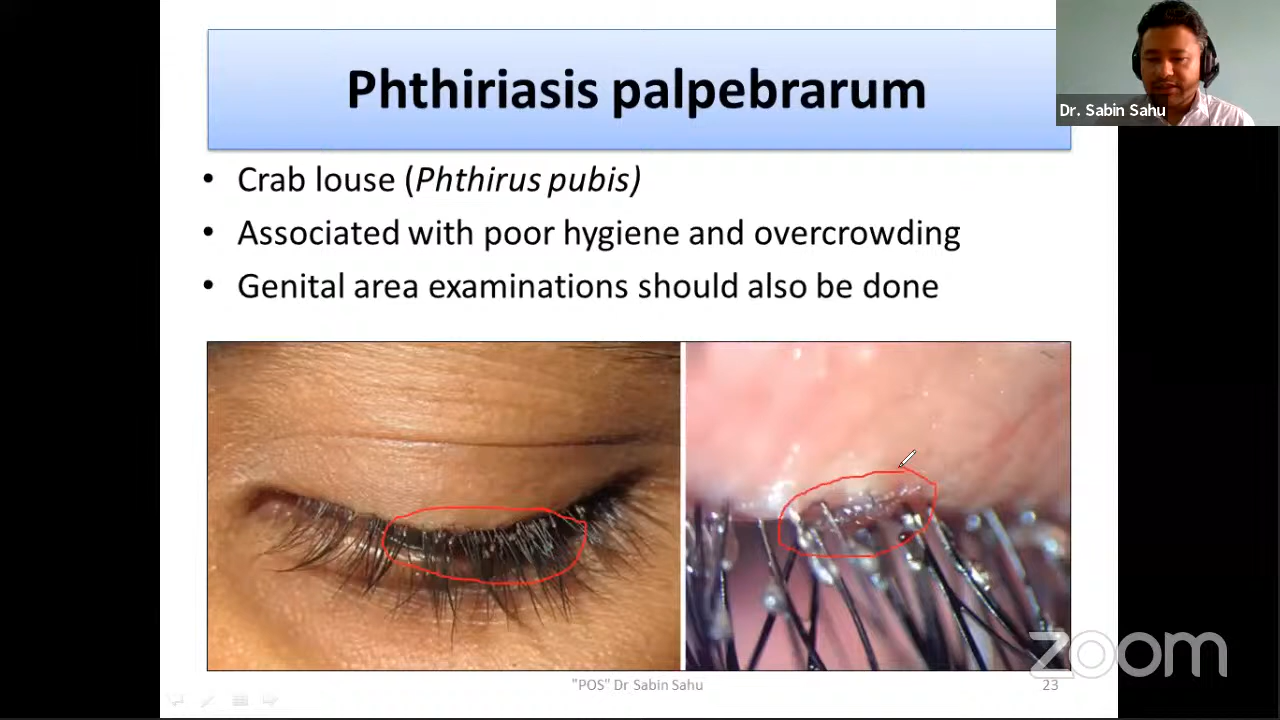 Phthiriasis palpebrarum
Dr. Sabin Sahu
• Crab louse (Phthirus pubis)
• Associated with poor hygiene and overcrowding
• Genital area examinations should also be done
zoom
"POS" Dr Sabin Sahu
23